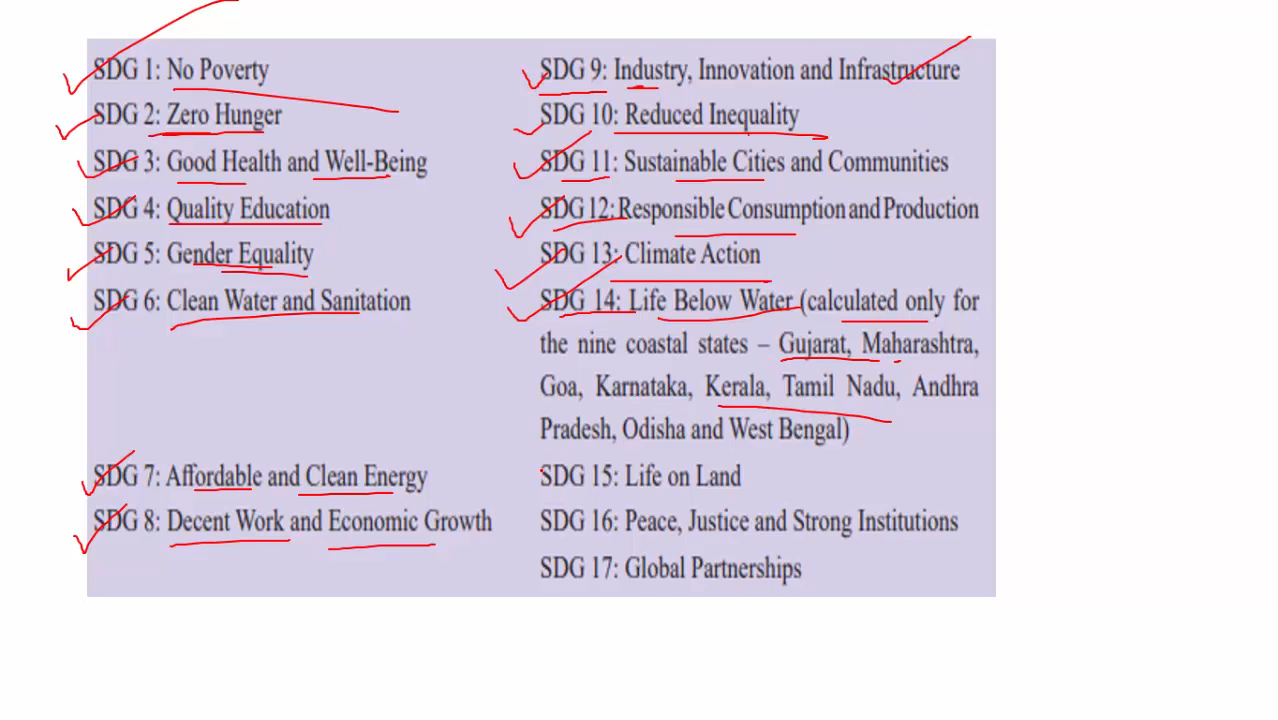 SDG 1: No Poverty
SDG 2: Zero Hunger
SDG 3: Good Health and Well-Being
SDG 4: Quality Education
SDG 5: Gender Equality
SDG 6: Clean Water and Sanitation
SDG 7: Affordable and Clean Energy
SDG 8: Decent Work and Economic Growth
SDG 9: Industry, Innovation and Infrastructure
SDG 10: Reduced Inequality
SDG 11: Sustainable Cities and Communities
SDG 12: Responsible Consumption and Production
SDG 13: Climate Action
SDG 14: Life Below Water (calculated only for
the nine coastal states – Gujarat, Maharashtra,
Goa, Karnataka, Kerala, Tamil Nadu, Andhra
Pradesh, Odisha and West Bengal)
SDG 15: Life on Land
SDG 16: Peace, Justice and Strong Institutions
SDG 17: Global Partnerships